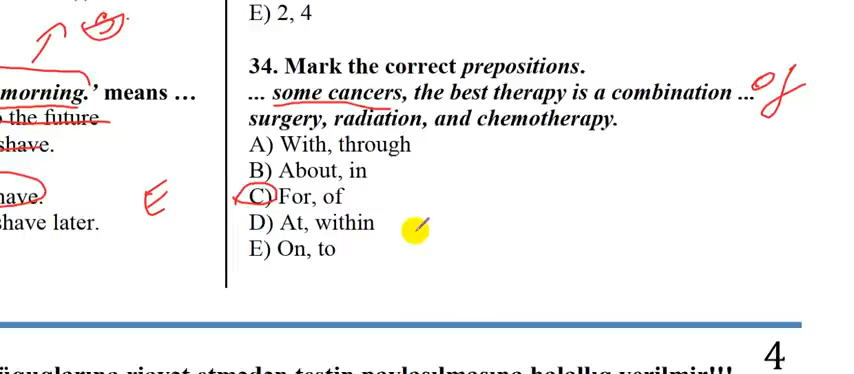 E) 2, 4
morning.’ means …
the future
shave.
have.
shave later.
E
34. Mark the correct prepositions.
... some cancers, the best therapy is a combination ... of
surgery, radiation, and chemotherapy.
A) With, through
B) About, in
C) For, of
D) At, within
E) On, to
4